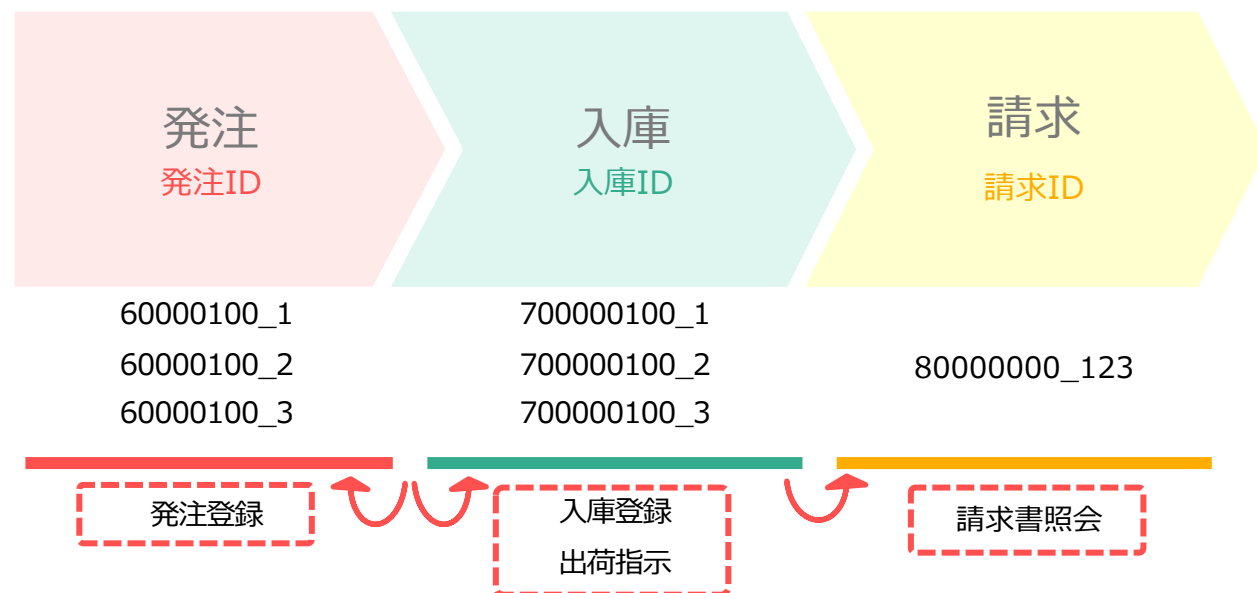 発注
発注ID
入庫
入庫ID
請求
請求ID
60000100_1
60000100_2
60000100_3
700000100_1
700000100_2
700000100_3
80000000_123
発注登録
入庫登録
出荷指示
請求書照会